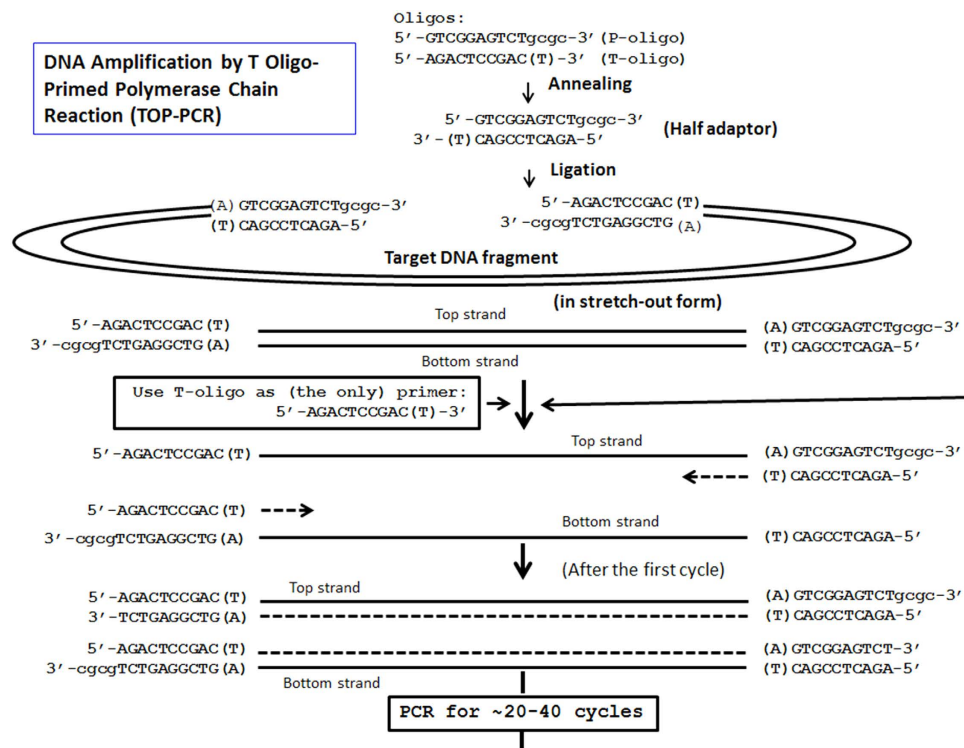 Oligos:
5′-GTCGGAGTCTgcgc-3′ (P-oligo)
5′-AGACTCCGAC(T)-3′ (T-oligo)
DNA Amplification by T Oligo-
Primed Polymerase Chain
Reaction (TOP-PCR)
Annealing
5′-GTCGGAGTCTgcgc-3′
3′-(T)CAGCCTCAGA-5′
(Half adaptor)
Ligation
(A)GTCGGAGTCTgcgc-3′
(T)CAGCCTCAGA-5′
5′-AGACTCCGAC(T)
3′-cgcgTCTGAGGCTG(A)
Target DNA fragment
(in stretch-out form)
5′-AGACTCCGAC(T) Top strand (A)GTCGGAGTCTgcgc-3′
3′-cgcgTCTGAGGCTG(A) Bottom strand (T)CAGCCTCAGA-5′
Use T-oligo as (the only) primer:
5′-AGACTCCGAC(T)-3′
5′-AGACTCCGAC(T) Top strand (A)GTCGGAGTCTgcgc-3′
(T)CAGCCTCAGA-5′
5′-AGACTCCGAC(T)
3′-cgcgTCTGAGGCTG(A) Bottom strand (T)CAGCCTCAGA-5′
(After the first cycle)
5′-AGACTCCGAC(T) Top strand (A)GTCGGAGTCTgcgc-3′
3′-TCTGAGGCTG(A) (T)CAGCCTCAGA-5′
5′-AGACTCCGAC(T) (A)GTCGGAGTCT-3′
3′-cgcgTCTGAGGCTG(A) Bottom strand (T)CAGCCTCAGA-5′
PCR for ~20-40 cycles